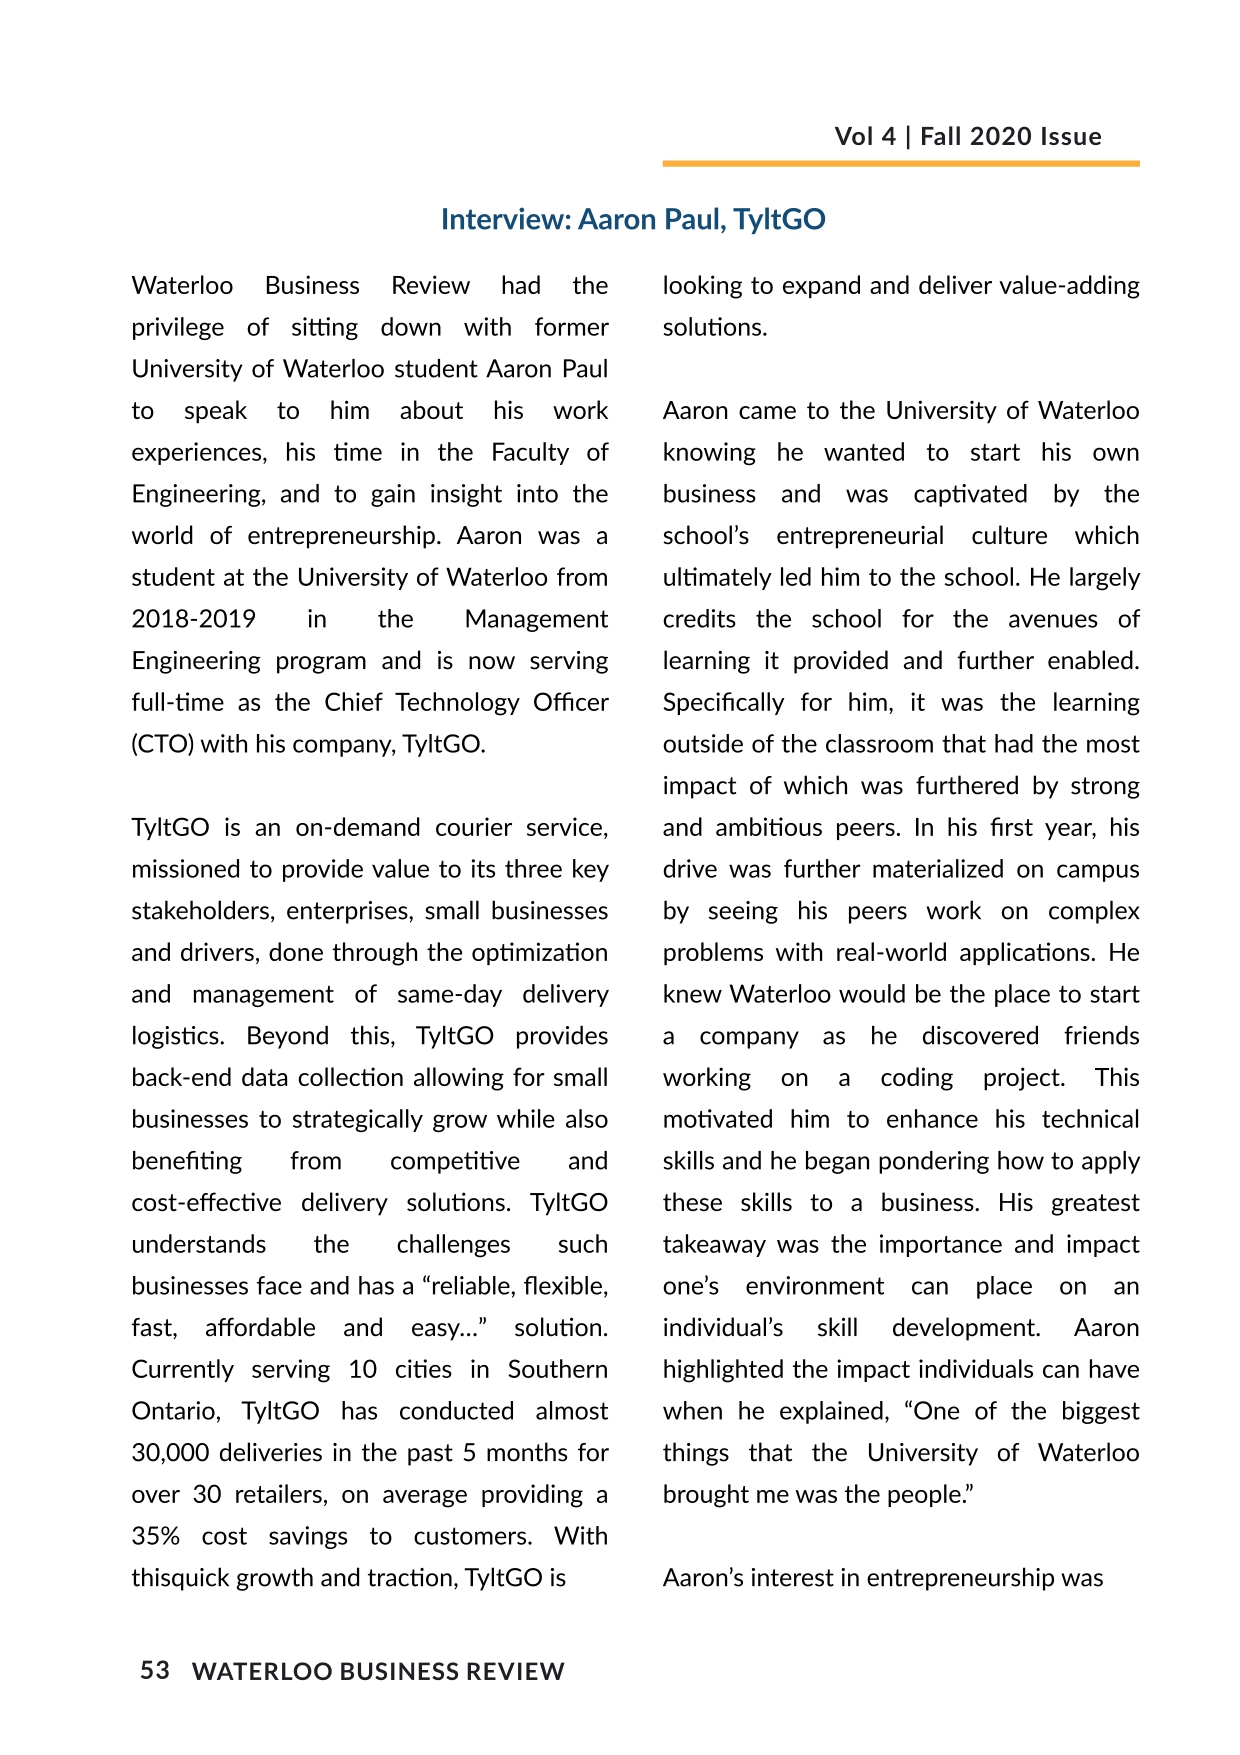 Vol 4 | Fall 2020 Issue
Interview: Aaron Paul, TyltGO
Waterloo Business Review had the
privilege of sitting down with former
University of Waterloo student Aaron Paul
to speak to him about his work
experiences, his time in the Faculty of
Engineering, and to gain insight into the
world of entrepreneurship. Aaron was a
student at the University of Waterloo from
2018-2019 in the Management
Engineering program and is now serving
full-time as the Chief Technology Officer
(CTO) with his company, TyltGO.
TyltGO is an on-demand courier service,
missioned to provide value to its three key
stakeholders, enterprises, small businesses
and drivers, done through the optimization
and management of same-day delivery
logistics. Beyond this, TyltGO provides
back-end data collection allowing for small
businesses to strategically grow while also
benefiting from competitive and
cost-effective delivery solutions. TyltGO
understands the challenges such
businesses face and has a “reliable, flexible,
fast, affordable and easy…” solution.
Currently serving 10 cities in Southern
Ontario, TyltGO has conducted almost
30,000 deliveries in the past 5 months for
over 30 retailers, on average providing a
35% cost savings to customers. With
thisquick growth and traction, TyltGO is
looking to expand and deliver value-adding
solutions.
Aaron came to the University of Waterloo
knowing he wanted to start his own
business and was captivated by the
school’s entrepreneurial culture which
ultimately led him to the school. He largely
credits the school for the avenues of
learning it provided and further enabled.
Specifically for him, it was the learning
outside of the classroom that had the most
impact of which was furthered by strong
and ambitious peers. In his first year, his
drive was further materialized on campus
by seeing his peers work on complex
problems with real-world applications. He
knew Waterloo would be the place to start
a company as he discovered friends
working on a coding project. This
motivated him to enhance his technical
skills and he began pondering how to apply
these skills to a business. His greatest
takeaway was the importance and impact
one’s environment can place on an
individual’s skill development. Aaron
highlighted the impact individuals can have
when he explained, “One of the biggest
things that the University of Waterloo
brought me was the people.”
Aaron’s interest in entrepreneurship was
53 WATERLOO BUSINESS REVIEW